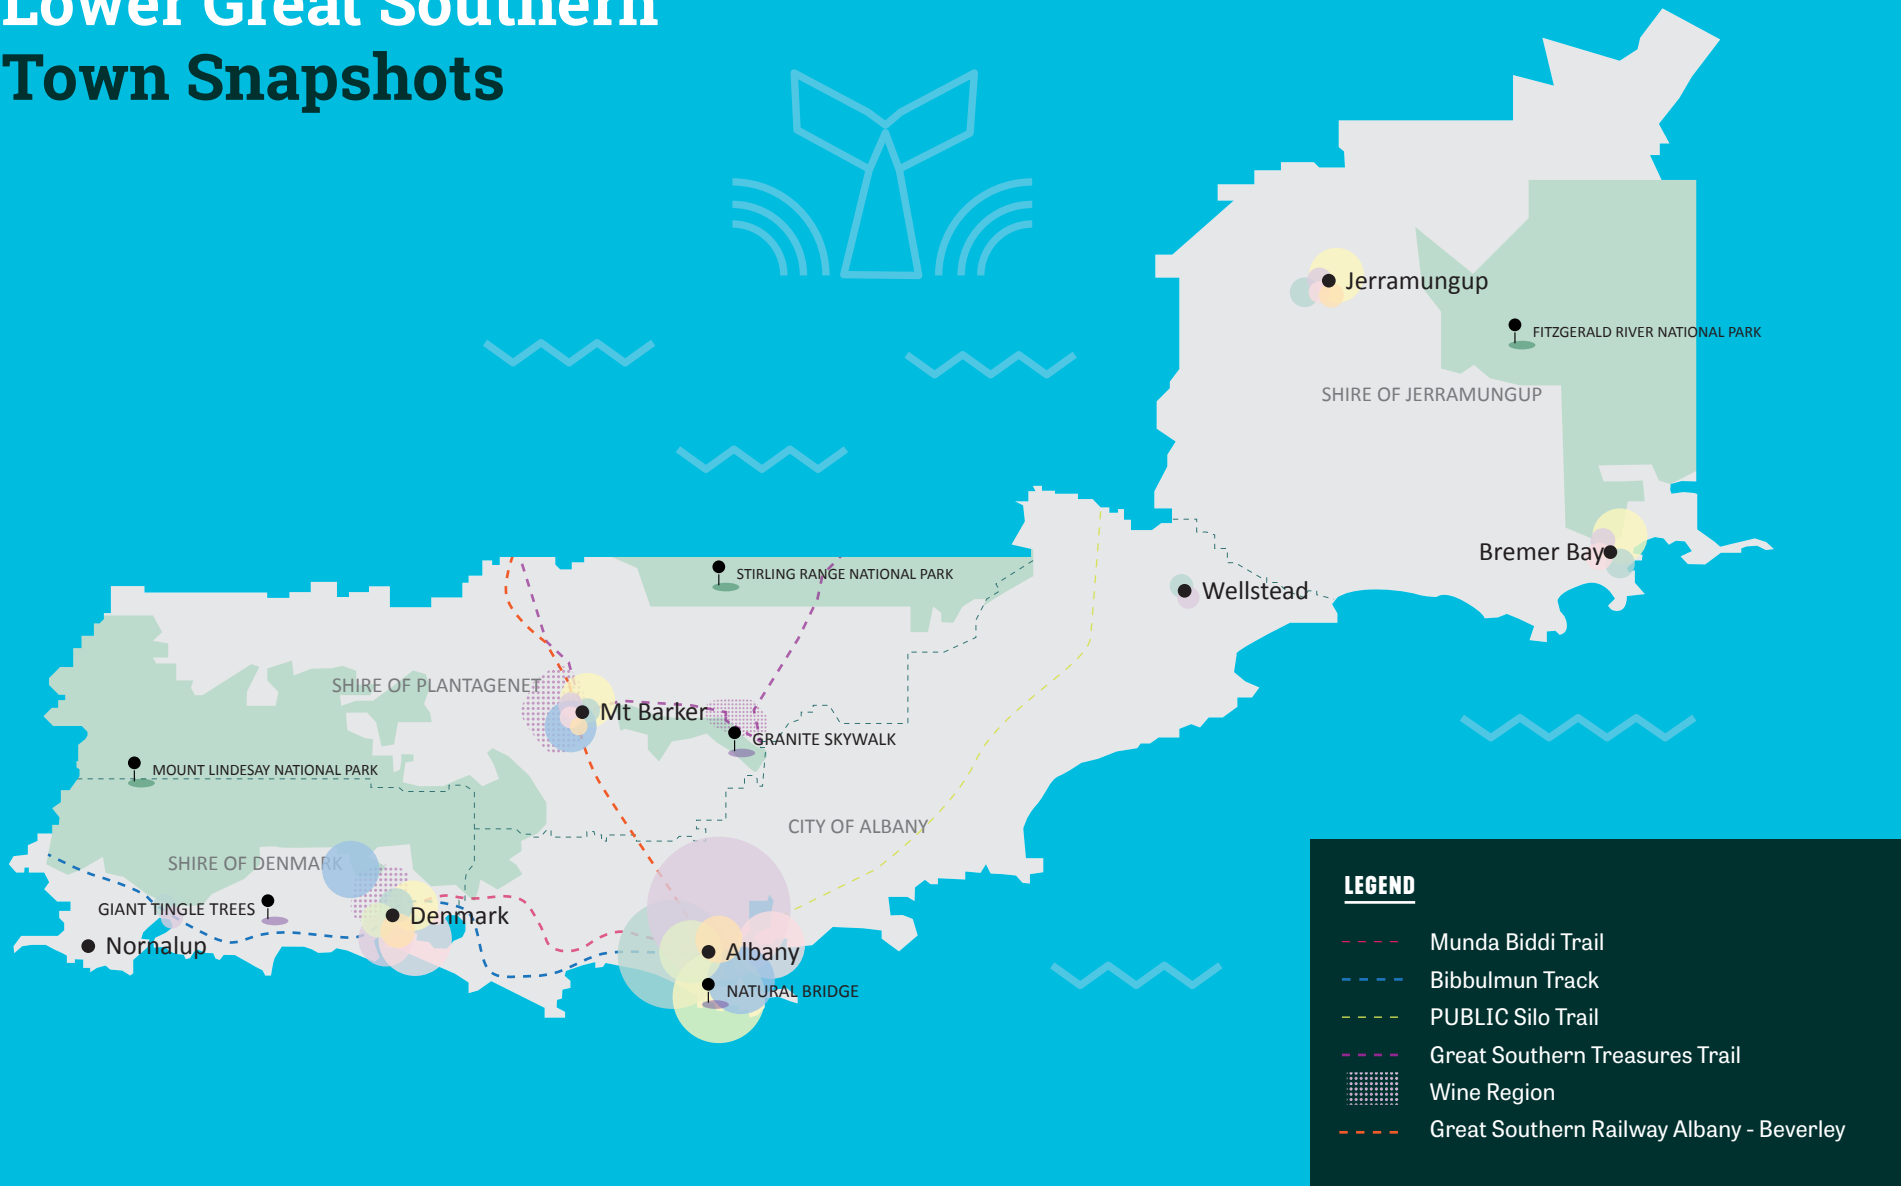 Lower Great Southern
Town Snapshots
Jerramungup
FITZGERALD RIVER NATIONAL PARK
SHIRE OF JERRAMUNGUP
Bremer Bay
STIRLING RANGE NATIONAL PARK
Wellstead
SHIRE OF PLANTAGENET
Mt Barker
GRANITE SKYWALK
MOUNT LINDESAY NATIONAL PARK
CITY OF ALBANY
SHIRE OF DENMARK
GIANT TINGLE TREES
Denmark
Nornalup
Albany
NATURAL BRIDGE
LEGEND
Munda Biddi Trail
Bibbulmun Track
PUBLIC Silo Trail
Great Southern Treasures Trail
Wine Region
Great Southern Railway Albany - Beverley